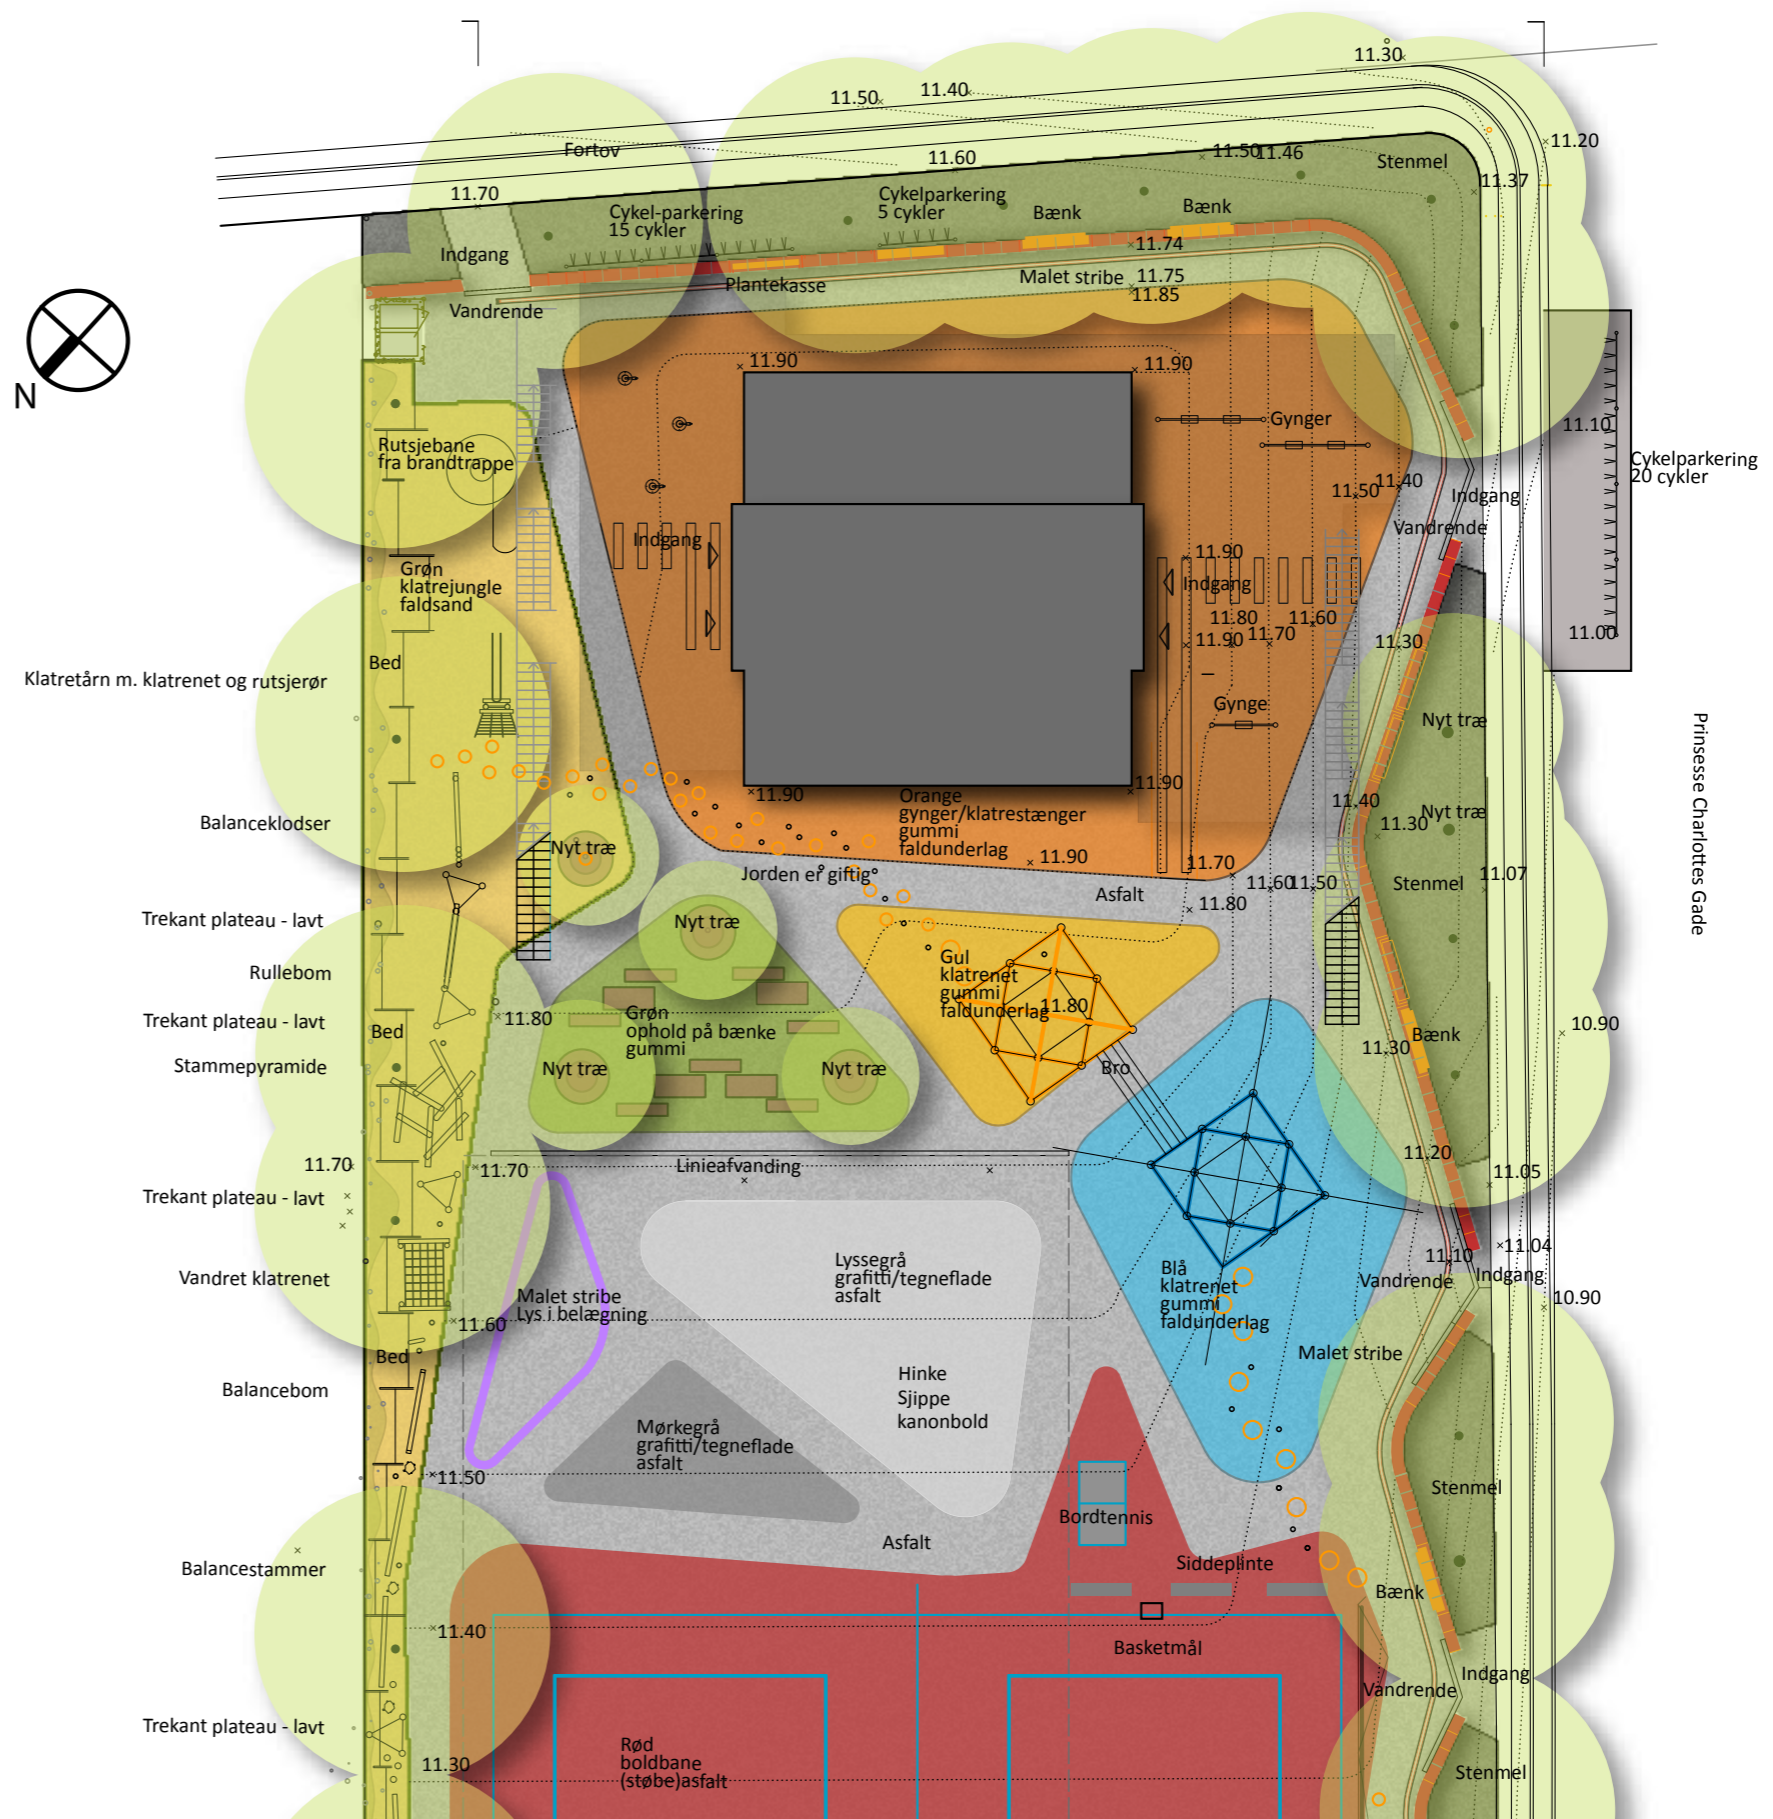 11.30
11.40
11.50
11.20
Fortov
11.60
11.50
11.46
Stenmel
11.37
11.70
Cykel-parkering
15 cykler
Cykelparkering
5 cykler
Bænk
Bænk
Indgang
11.74
Plantekasse
Malet stribe
11.75
11.85
Vandrende
N
11.90
11.90
Gynger
11.10
Rutsjebane
fra brandtrappe
Cykelparkering
20 cykler
11.50
11.40
Indgang
Vandrende
Indgang
11.90
Grøn
klatrejungle
faldsand
Indgang
11.80
11.60
11.90
11.70
11.30
11.00
Bed
Klatretårn m. klatrenet og rutsjerør
Gynge
Nyt træ
Prinsesse Charlottes Gade
11.90
11.90
Orange
gynger/klatrestænger
gummi
faldunderlag
11.40
11.30
Nyt træ
Balanceklodser
Nyt træ
11.90
11.70
Jorden er giftig
11.60
11.50
Stenmel
11.07
Asfalt
11.80
Trekant plateau - lavt
Nyt træ
Gul
klatrenet
gummi
faldunderlag
11.80
Rullebom
Trekant plateau - lavt
Bed
11.80
Grøn
ophold på bænke
gummi
10.90
Bænk
11.30
Stammepyramide
Nyt træ
Nyt træ
Bro
11.70
11.70
Linieafvanding
11.20
11.05
Trekant plateau - lavt
11.04
11.10
Lyssegrå
grafitti/tegneflade
asfalt
Blå
klatrenet
gummi
faldunderlag
Vandrende
Indgang
Vandret klatrenet
Malet stribe
Lys i belægning
10.90
11.60
Bed
Malet stribe
Balancebom
Hinke
Sjippe
kanonbold
Mørkegrå
grafitti/tegneflade
asfalt
11.50
Stenmel
Bordtennis
Asfalt
Balancestammer
Siddeplinte
Bænk
11.40
Basketmål
Indgang
Vandrende
Trekant plateau - lavt
Rød
boldbane
(støbe)asfalt
11.30
Stenmel